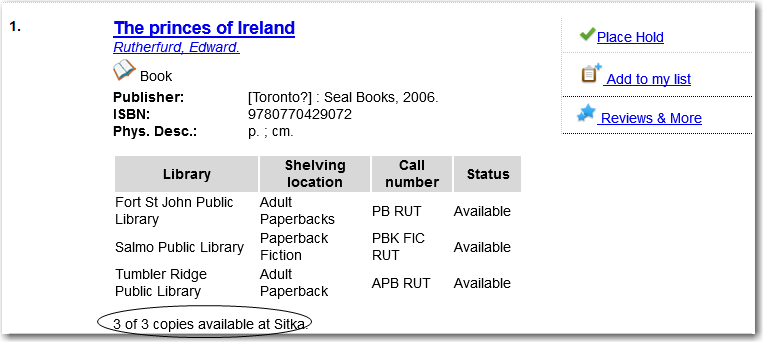 1.
The princes of Ireland
Rutherfurd, Edward.
Book
Publisher: [Toronto?] : Seal Books, 2006.
ISBN: 9780770429072
Phys. Desc.: p. ; cm.
Place Hold
Add to my list
Reviews & More
Library Shelving location Call number Status
Fort St John Public Library Adult Paperbacks PB RUT Available
Salmo Public Library Paperback Fiction PBK FIC RUT Available
Tumbler Ridge Public Library Adult Paperback APB RUT Available
3 of 3 copies available at Sitka.